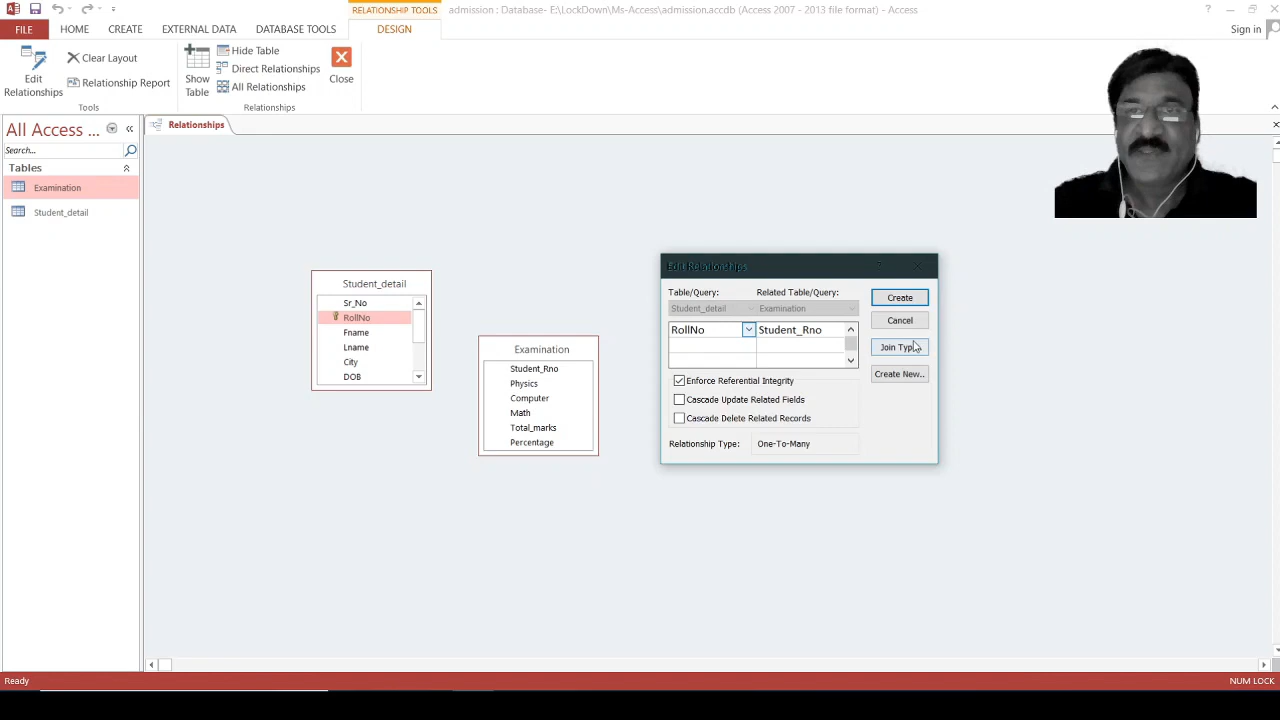 RELATIONSHIP TOOLS
admission : Database- E:\LockDown\Ms-Access\admission.accdb (Access 2007 - 2013 file format) - Access
?
FILE
HOME
CREATE
EXTERNAL DATA
DATABASE TOOLS
DESIGN
Sign in
Edit Relationships
Clear Layout
Relationship Report
Tools
Show Table
Hide Table
Direct Relationships
All Relationships
Relationships
Close
All Access ...
Search...
Tables
Examination
Student_detail
Relationships
Student_detail
Sr_No
RollNo
Fname
Lname
City
DOB
Examination
Student_Rno
Physics
Computer
Math
Total_marks
Percentage
Edit Relationships
?
Table/Query:
Related Table/Query:
Student_detail
Examination
RollNo
Student_Rno
Enforce Referential Integrity
Cascade Update Related Fields
Cascade Delete Related Records
Relationship Type:
One-To-Many
Create
Cancel
Join Type..
Create New..
Ready
NUM LOCK